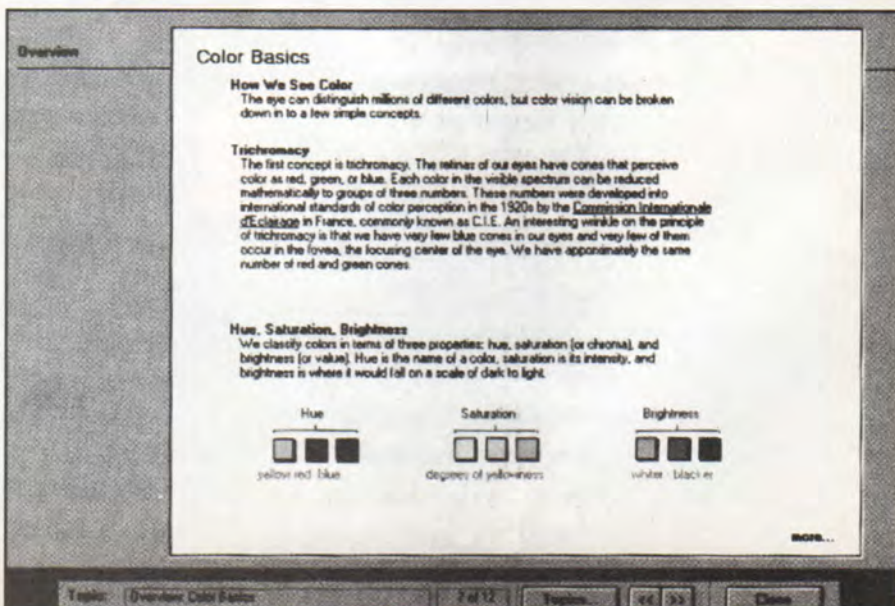 Overview
Color Basics
How We See Color
The eye can distinguish millions of different colors, but color vision can be broken
down in to a few simple concepts.
Trichromacy
The first concept is trichromacy. The retinas of our eyes have cones that perceive
color as red, green, or blue. Each color in the visible spectrum can be reduced
mathematically to groups of three numbers. These numbers were developed into
international standards of color perception in the 1920s by the Commission Internationale
d'Eclairage in France, commonly known as C.I.E. An interesting wrinkle on the principle
of trichromacy is that we have very few blue cones in our eyes and very few of them
occur in the fovea, the focusing center of the eye. We have approximately the same
number of red and green cones.
Hue, Saturation, Brightness
We classify colors in terms of three properties: hue, saturation (or chroma), and
brightness (or value). Hue is the name of a color, saturation is its intensity, and
brightness is where it would fall on a scale of dark to light.
Hue Saturation Brightness
yellow red blue degrees of yellowness whiter - blacker
more...
Topic: Overview: Color Basics 2 of 12 Topics... << >> Close